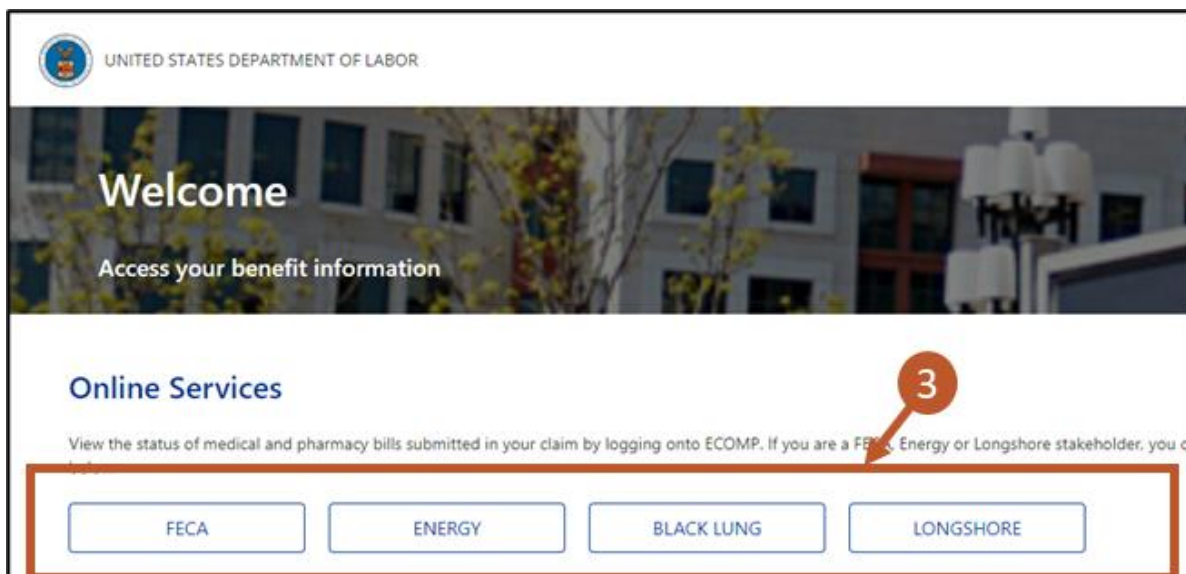 UNITED STATES DEPARTMENT OF LABOR
Welcome
Access your benefit information
Online Services
3
View the status of medical and pharmacy bills submitted in your claim by logging onto ECOMP. If you are a Energy or Longshore stakeholder, you
FECA
ENERGY
BLACK LUNG
LONGSHORE